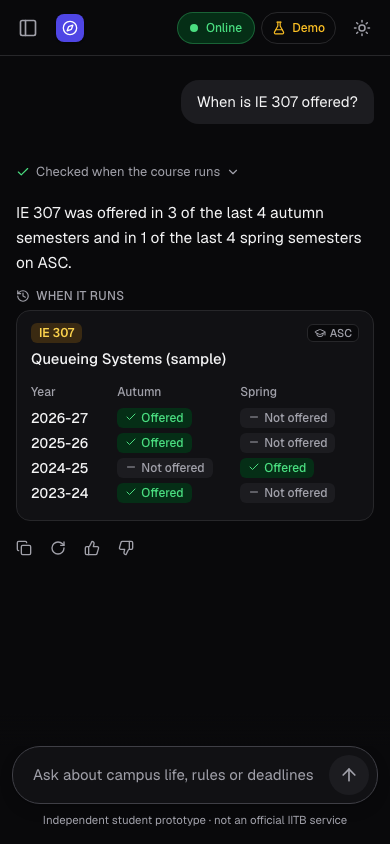 Online
Demo
When is IE 307 offered?
Checked when the course runs
IE 307 was offered in 3 of the last 4 autumn
semesters and in 1 of the last 4 spring semesters
on ASC.
WHEN IT RUNS
IE 307 ASC
Queueing Systems (sample)
Year Autumn Spring
2026-27 Offered Not offered
2025-26 Offered Not offered
2024-25 Not offered Offered
2023-24 Offered Not offered
Ask about campus life, rules or deadlines
Independent student prototype · not an official IITB service